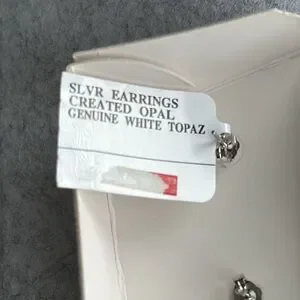 SLVR EARRINGS
CREATED OPAL
GENUINE WHITE TOPAZ